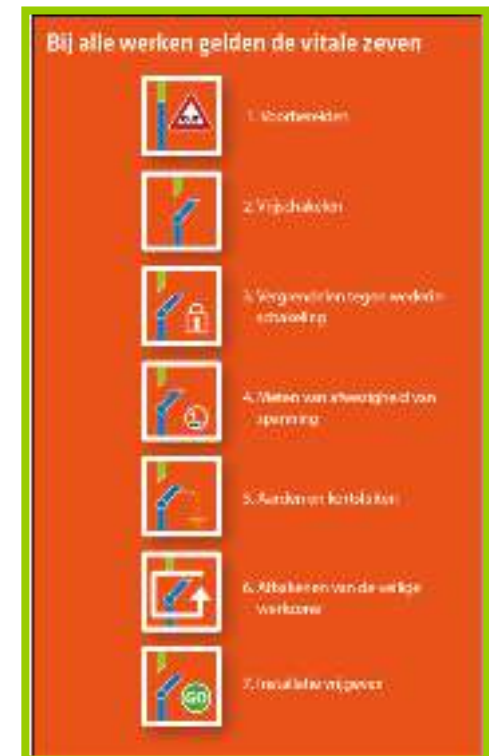 Bij alle werken gelden de vitale zeven
1. Voorbereiden
2. Vrijschakelen
3. Vergrendelen tegen wederin-
schakeling
4. Meten van afwezigheid van
spanning
5. Aarden en kortsluiten
6. Afbakenen van de veilige
werkzone
GO
7. Installatie vrijgeven